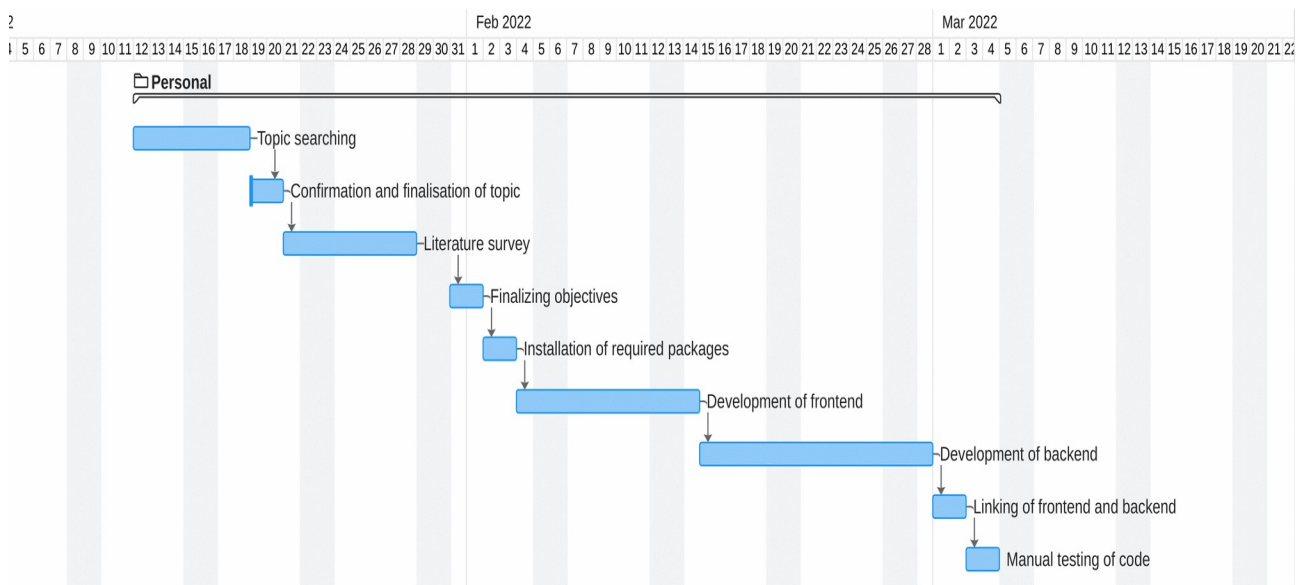 2 Feb 2022 Mar 2022
4 5 6 7 8 9 10 11 12 13 14 15 16 17 18 19 20 21 22 23 24 25 26 27 28 29 30 31 1 2 3 4 5 6 7 8 9 10 11 12 13 14 15 16 17 18 19 20 21 22 23 24 25 26 27 28 1 2 3 4 5 6 7 8 9 10 11 12 13 14 15 16 17 18 19 20 21 22
Personal
Topic searching
Confirmation and finalisation of topic
Literature survey
Finalizing objectives
Installation of required packages
Development of frontend
Development of backend
Linking of frontend and backend
Manual testing of code